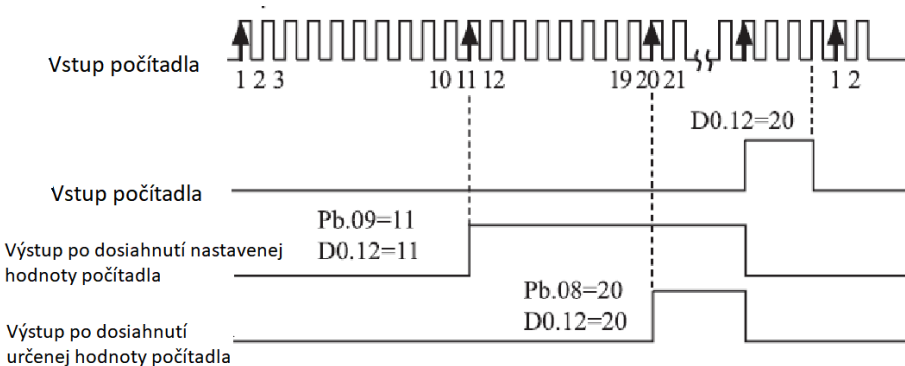 Vstup počítadla
1 2 3
10 11 12
19 20 21
1 2
D0.12=20
Vstup počítadla
Pb.09=11
D0.12=11
Výstup po dosiahnutí nastavenej
hodnoty počítadla
Pb.08=20
D0.12=20
Výstup po dosiahnutí
určenej hodnoty počítadla